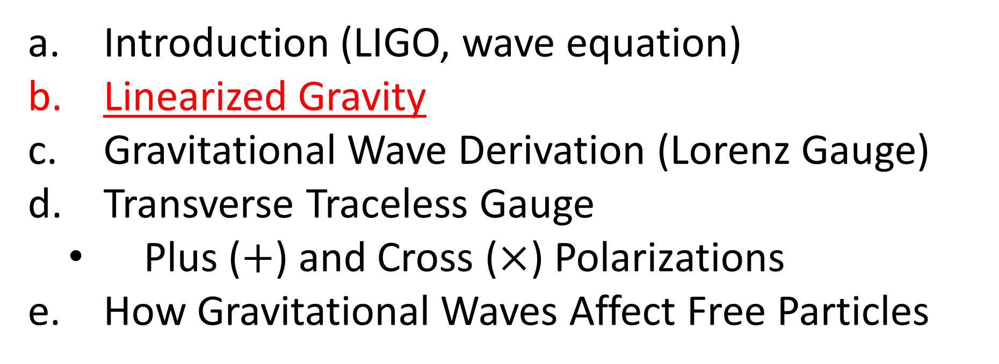 a. Introduction (LIGO, wave equation)
b. Linearized Gravity
c. Gravitational Wave Derivation (Lorenz Gauge)
d. Transverse Traceless Gauge
• Plus (+) and Cross (×) Polarizations
e. How Gravitational Waves Affect Free Particles